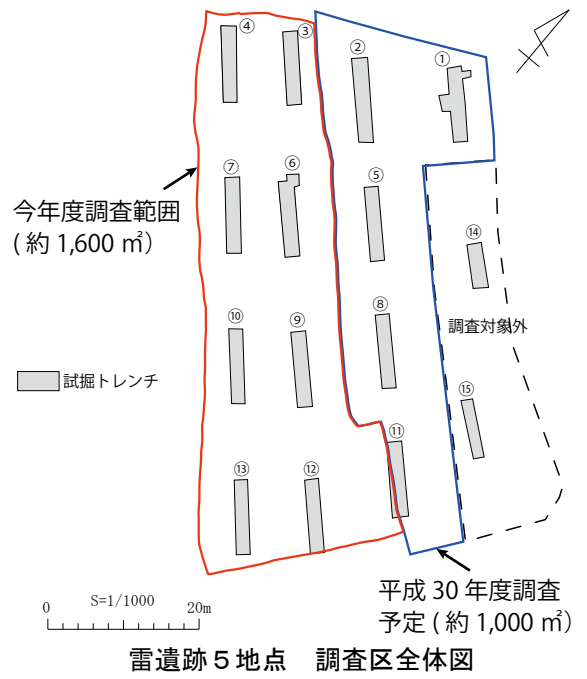 ④
③
②
①
⑦
⑥
⑤
今年度調査範囲
( 約 1,600 ㎡)
⑭
⑩
⑨
⑧
調査対象外
試掘トレンチ
⑮
⑬
⑫
⑪
平成 30 年度調査
予定 ( 約 1,000 ㎡)
S=1/1000
0
20m
雷遺跡５地点　調査区全体図